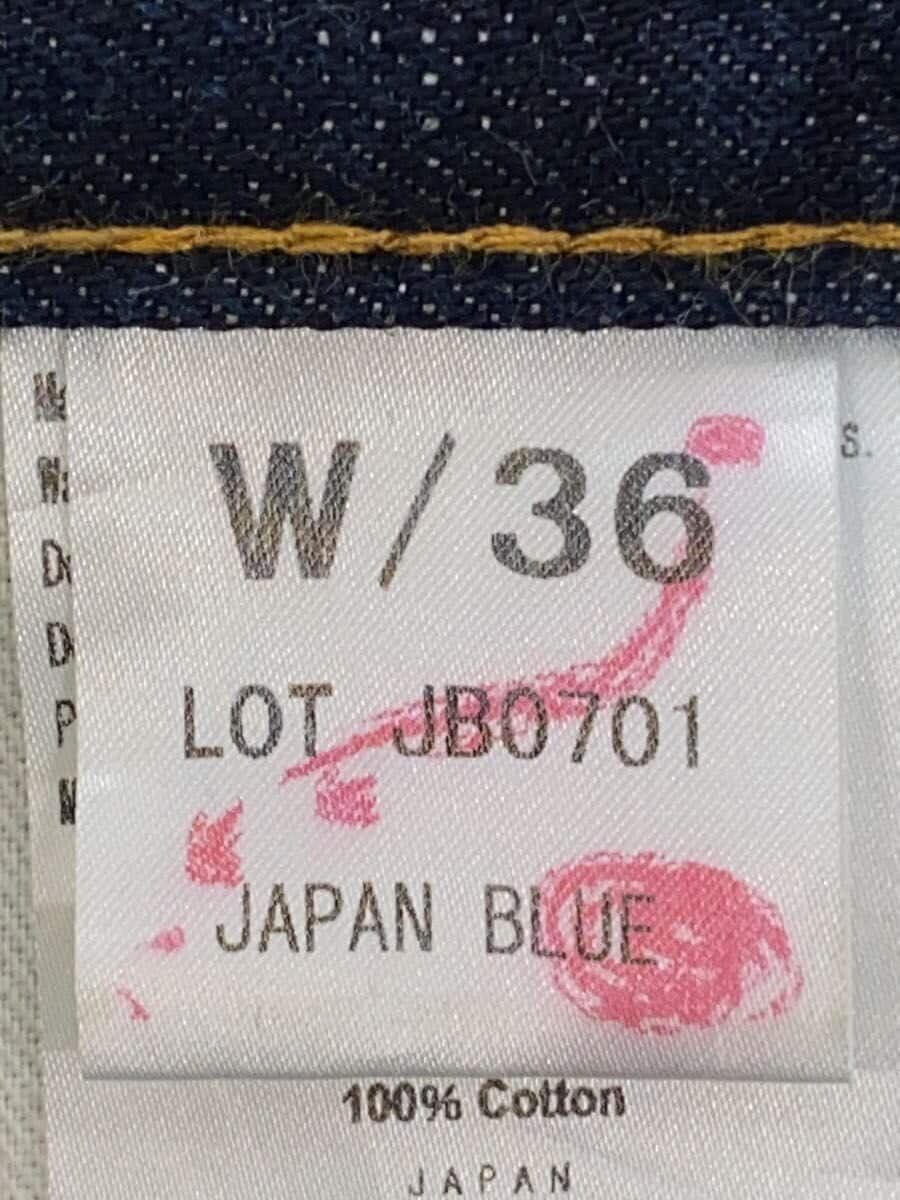 W/36
LOT JB0701
JAPAN BLUE
100% Cotton
JAPAN